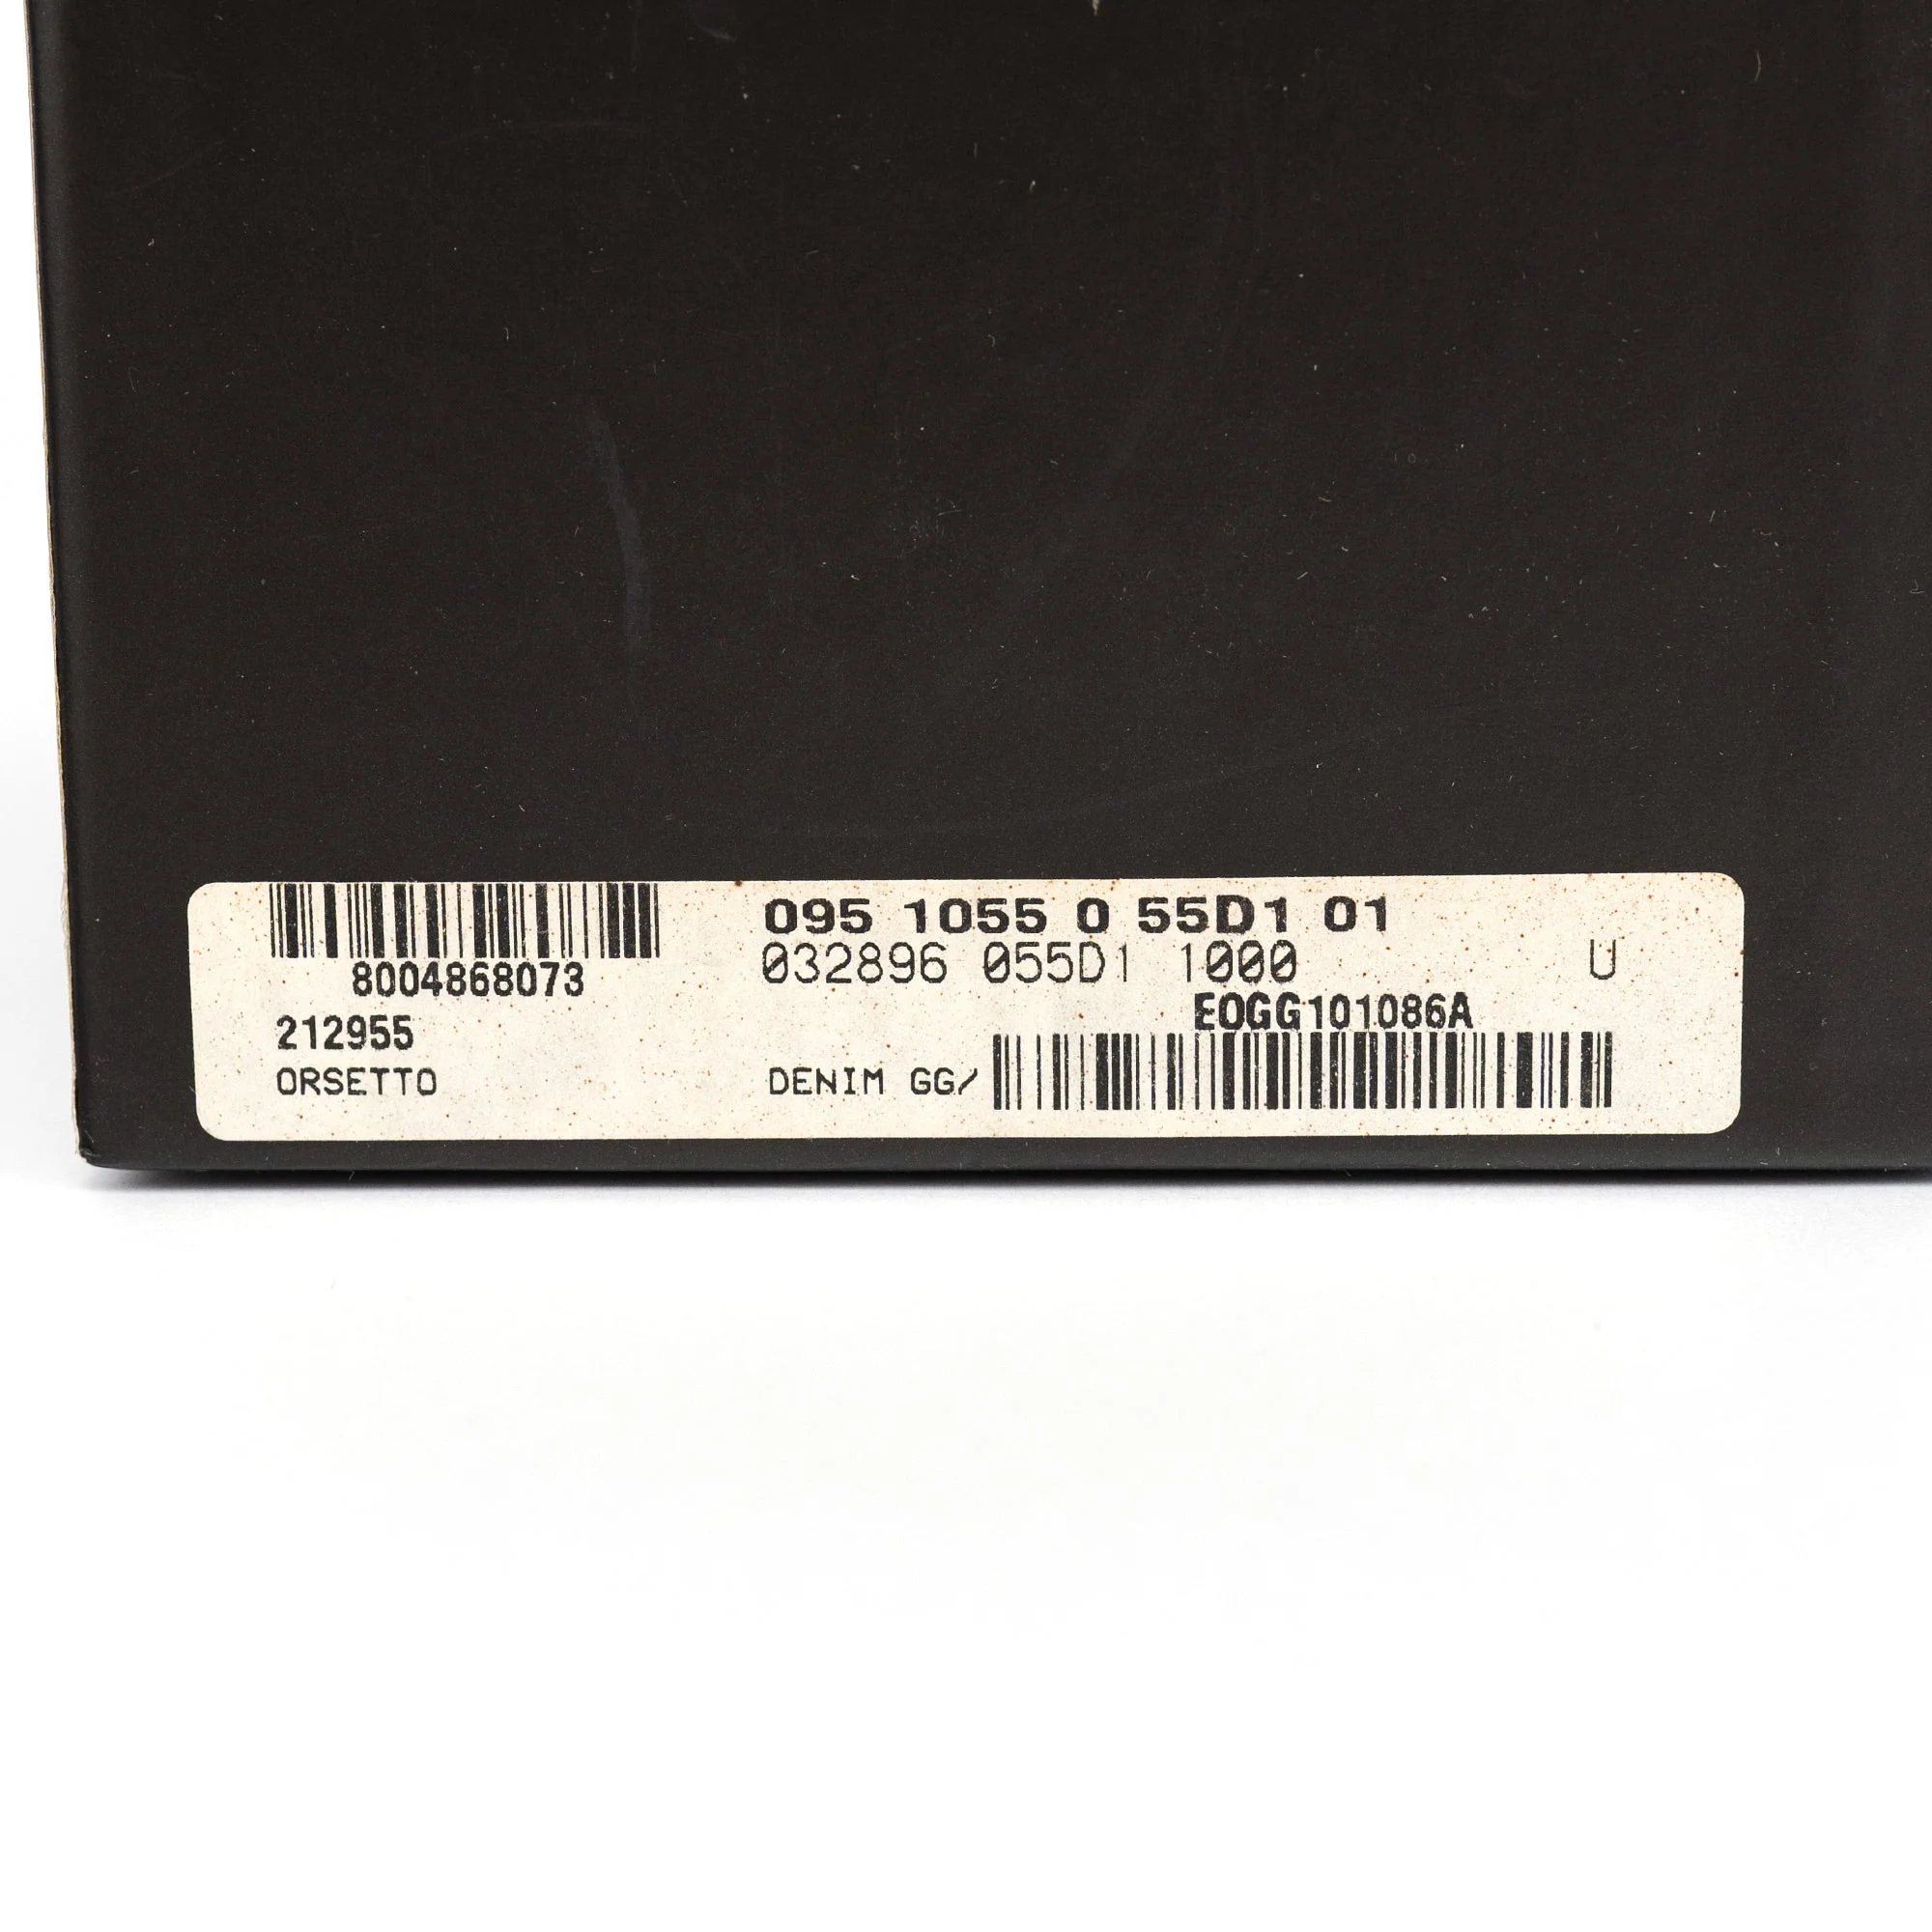 095 1055 0 55D1 01
8004868073 032896 055D1 1000 U
212955 EOGG101086A
ORSETTO DENIM GG/